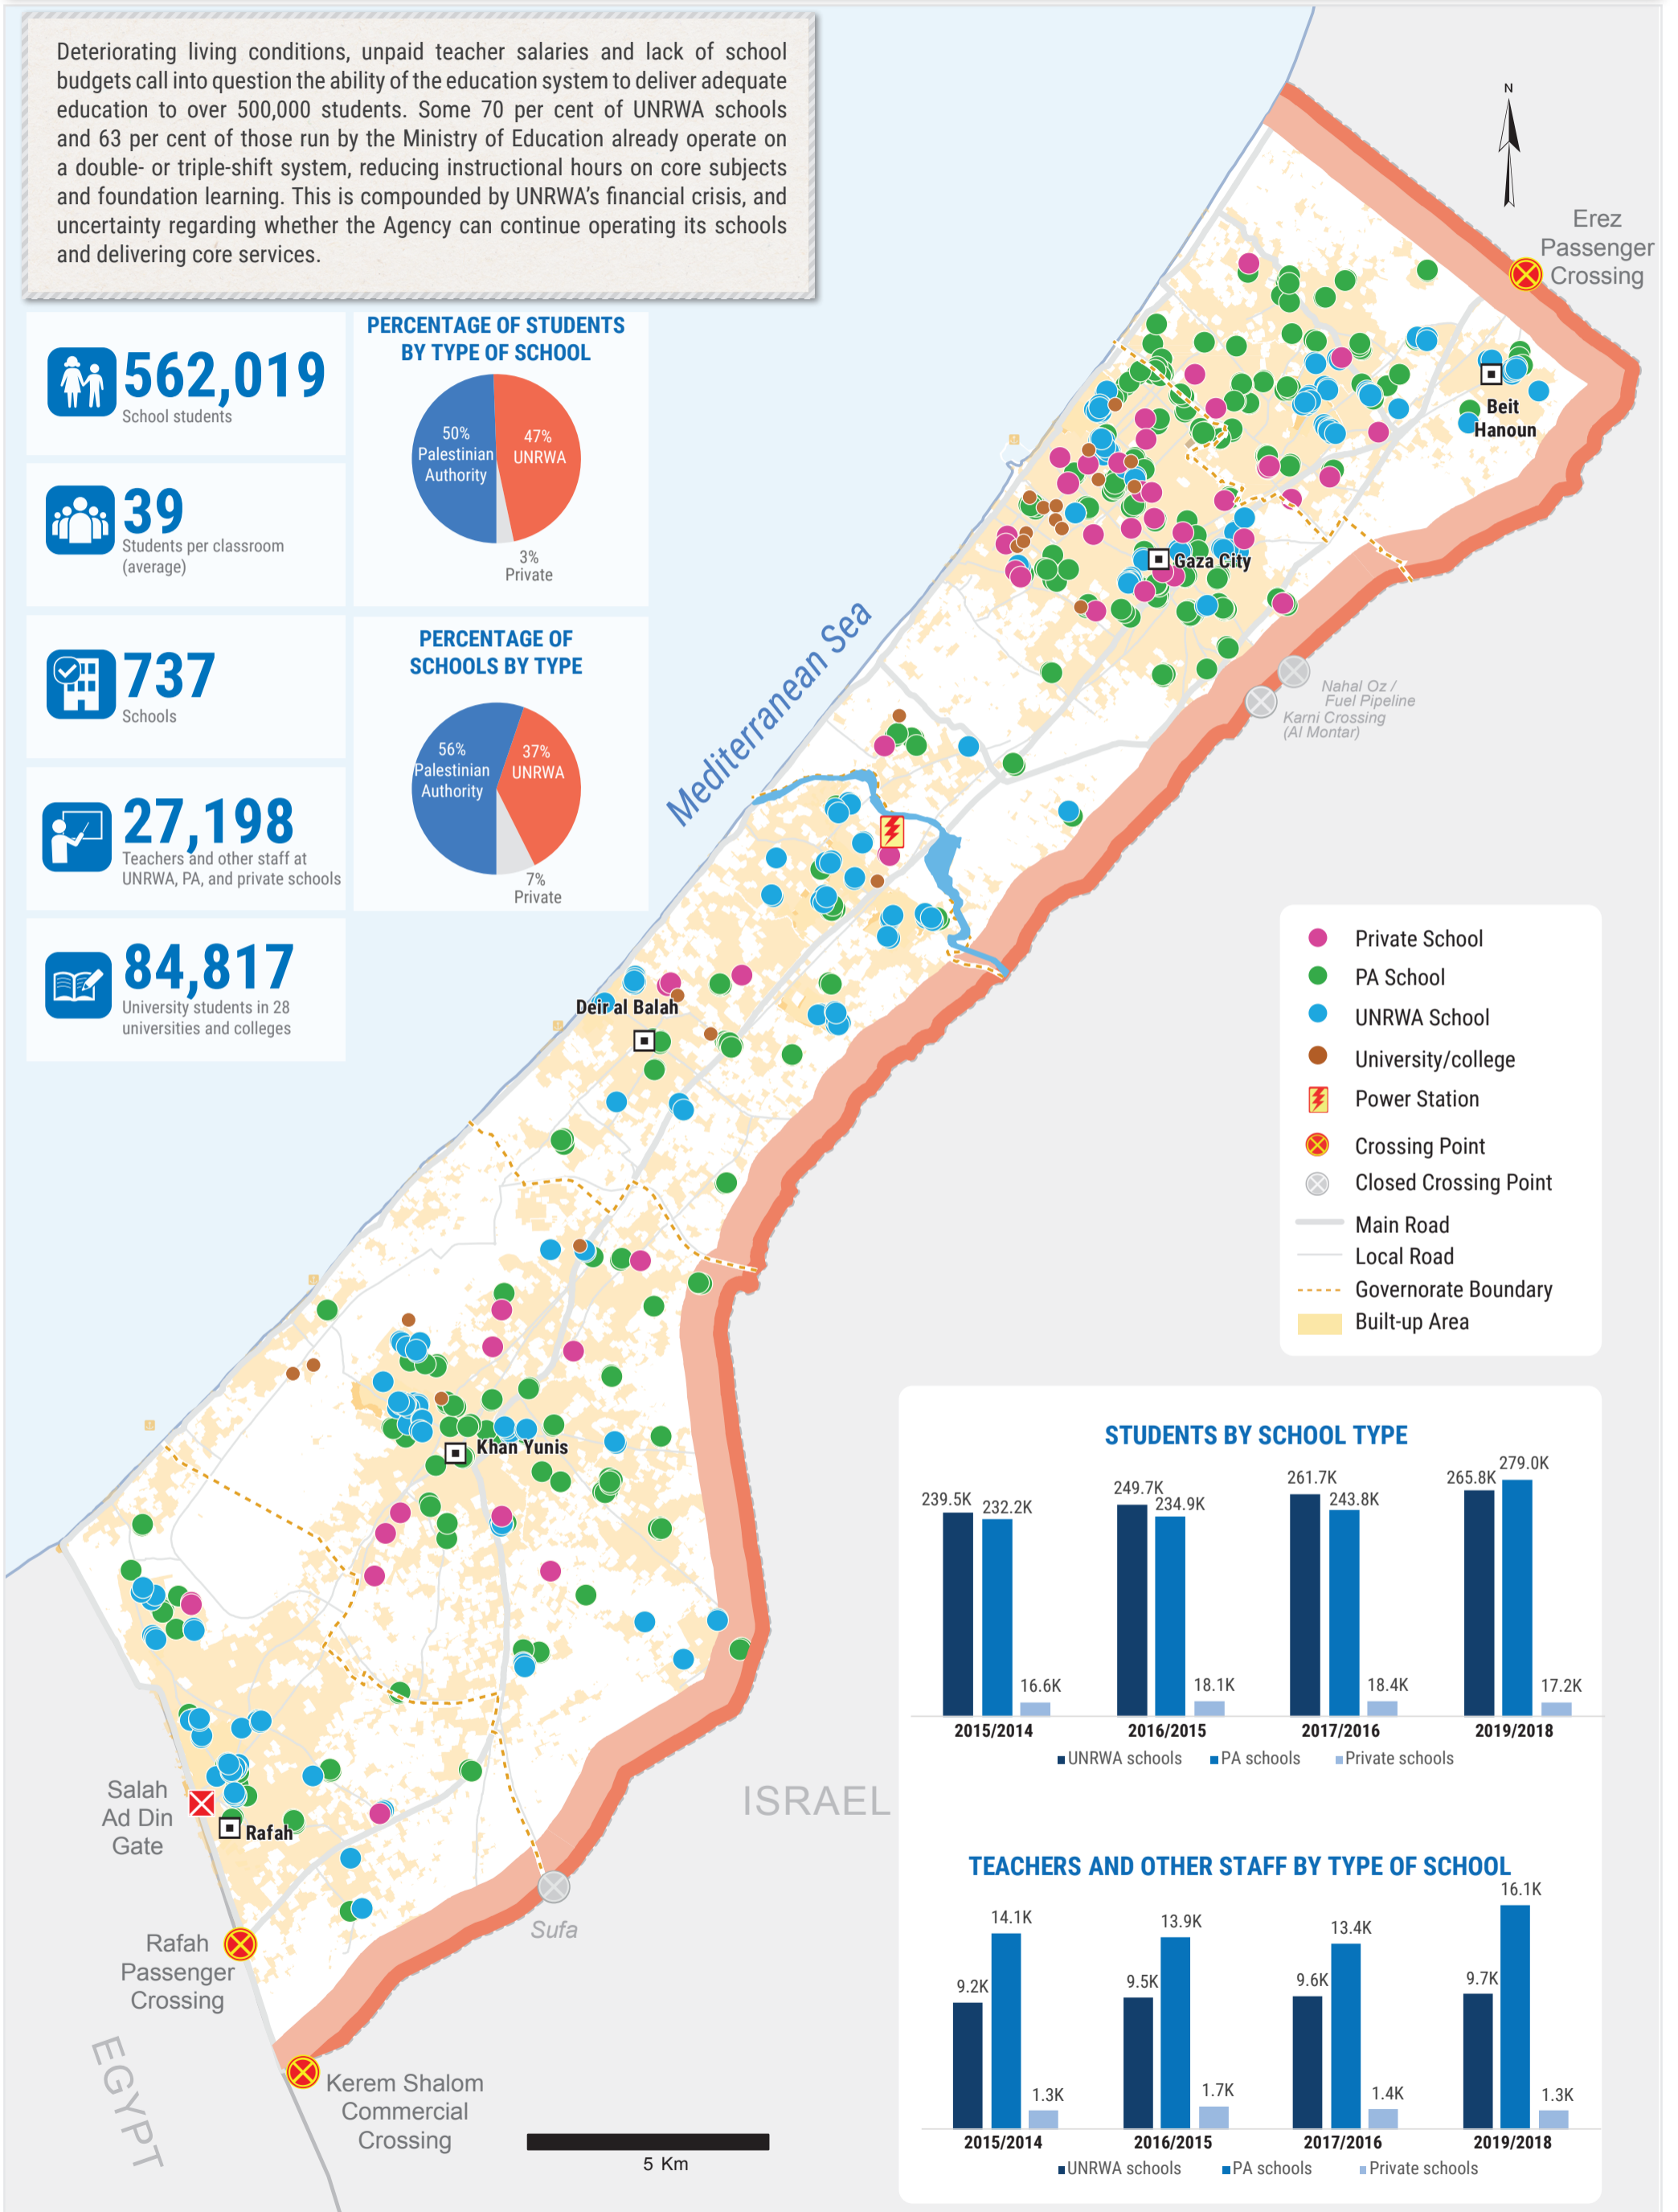 Deteriorating living conditions, unpaid teacher salaries and lack of school
budgets call into question the ability of the education system to deliver adequate
education to over 500,000 students. Some 70 per cent of UNRWA schools
and 63 per cent of those run by the Ministry of Education already operate on
a double- or triple-shift system, reducing instructional hours on core subjects
and foundation learning. This is compounded by UNRWA's financial crisis, and
uncertainty regarding whether the Agency can continue operating its schools
and delivering core services.
562,019
School students
39
Students per classroom
(average)
737
Schools
27,198
Teachers and other staff at
UNRWA, PA, and private schools
84,817
University students in 28
universities and colleges
PERCENTAGE OF STUDENTS
BY TYPE OF SCHOOL
50%
Palestinian
Authority
47%
UNRWA
3%
Private
PERCENTAGE OF
SCHOOLS BY TYPE
56%
Palestinian
Authority
37%
UNRWA
7%
Private
N
Erez
Passenger
Crossing
Beit
Hanoun
Gaza City
Nahal Oz /
Fuel Pipeline
Karni Crossing
(Al Montar)
Mediterranean Sea
Deir al Balah
Khan Yunis
Salah
Ad Din
Gate
Rafah
Rafah
Passenger
Crossing
Sufa
Kerem Shalom
Commercial
Crossing
EGYPT
ISRAEL
5 Km
Private School
PA School
UNRWA School
University/college
Power Station
Crossing Point
Closed Crossing Point
Main Road
Local Road
Governorate Boundary
Built-up Area
STUDENTS BY SCHOOL TYPE
239.5K 232.2K 16.6K
249.7K 234.9K 18.1K
261.7K 243.8K 18.4K
265.8K 279.0K 17.2K
2015/2014 2016/2015 2017/2016 2019/2018
UNRWA schools PA schools Private schools
TEACHERS AND OTHER STAFF BY TYPE OF SCHOOL
9.2K 14.1K 1.3K
9.5K 13.9K 1.7K
9.6K 13.4K 1.4K
9.7K 16.1K 1.3K
2015/2014 2016/2015 2017/2016 2019/2018
UNRWA schools PA schools Private schools